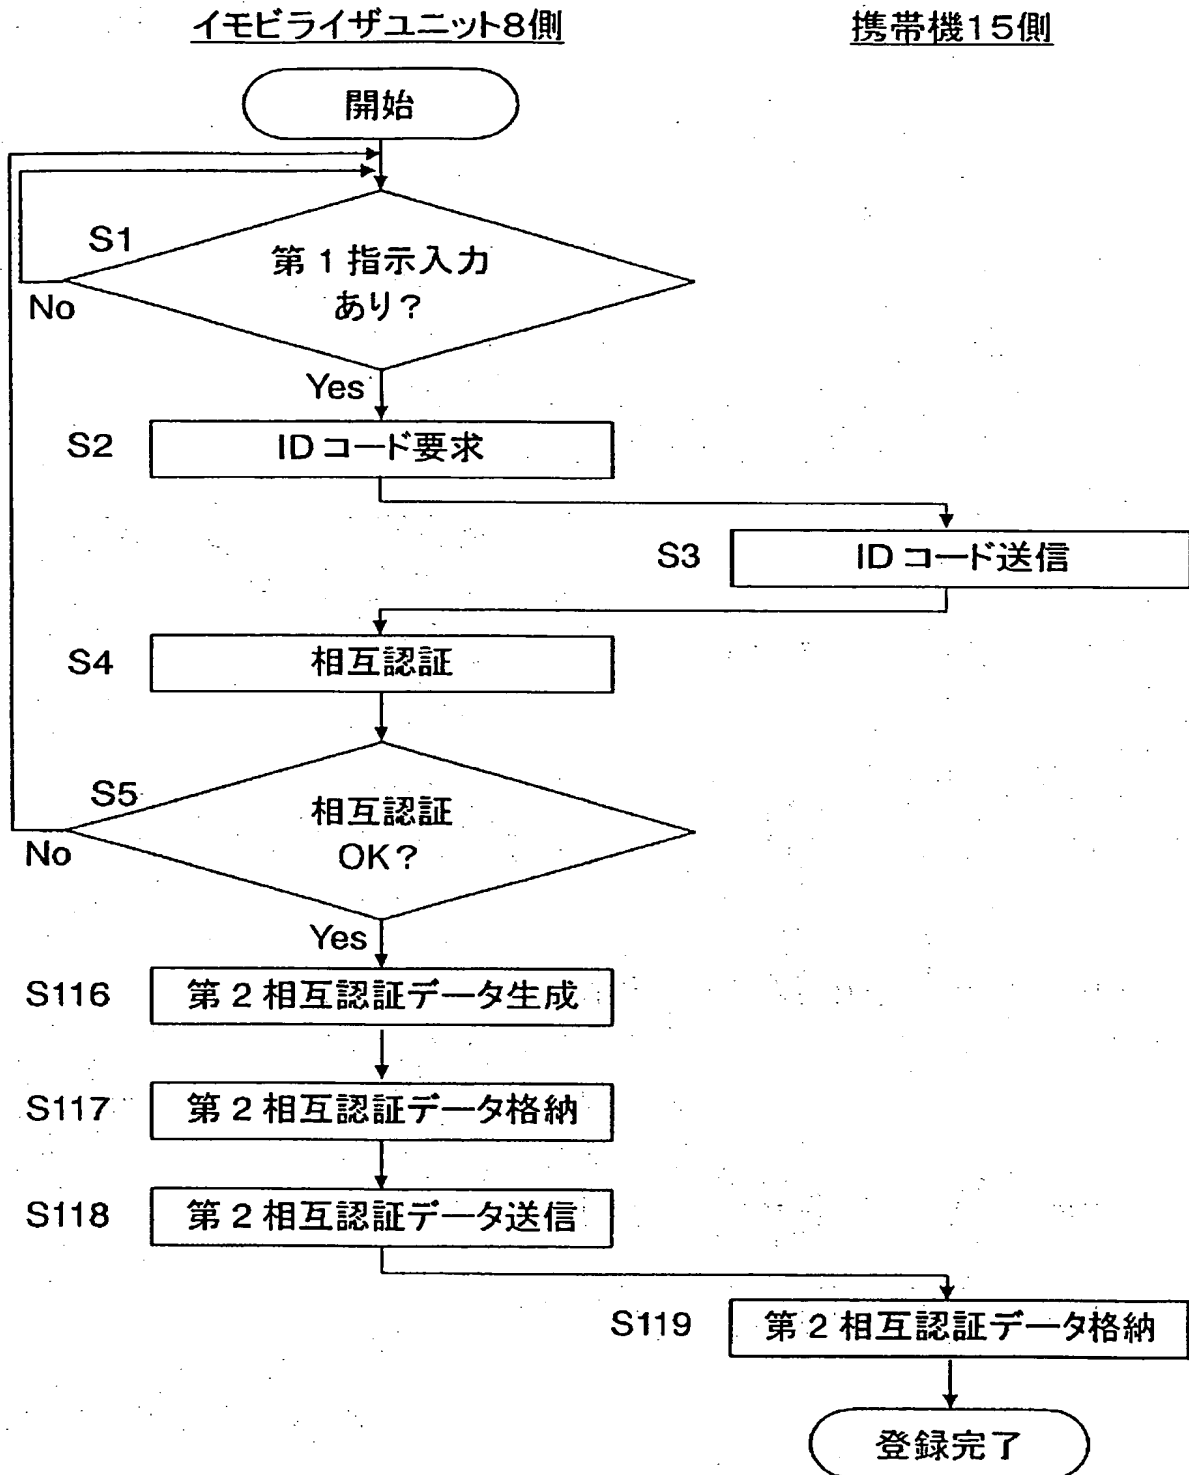 イモビライザユニット8側
携帯機15側
開始
S1
第1指示入力
あり?
No
Yes
S2
IDコード要求
S3
IDコード送信
S4
相互認証
S5
相互認証
OK?
No
Yes
S116
第2相互認証データ生成
S117
第2相互認証データ格納
S118
第2相互認証データ送信
S119
第2相互認証データ格納
登録完了